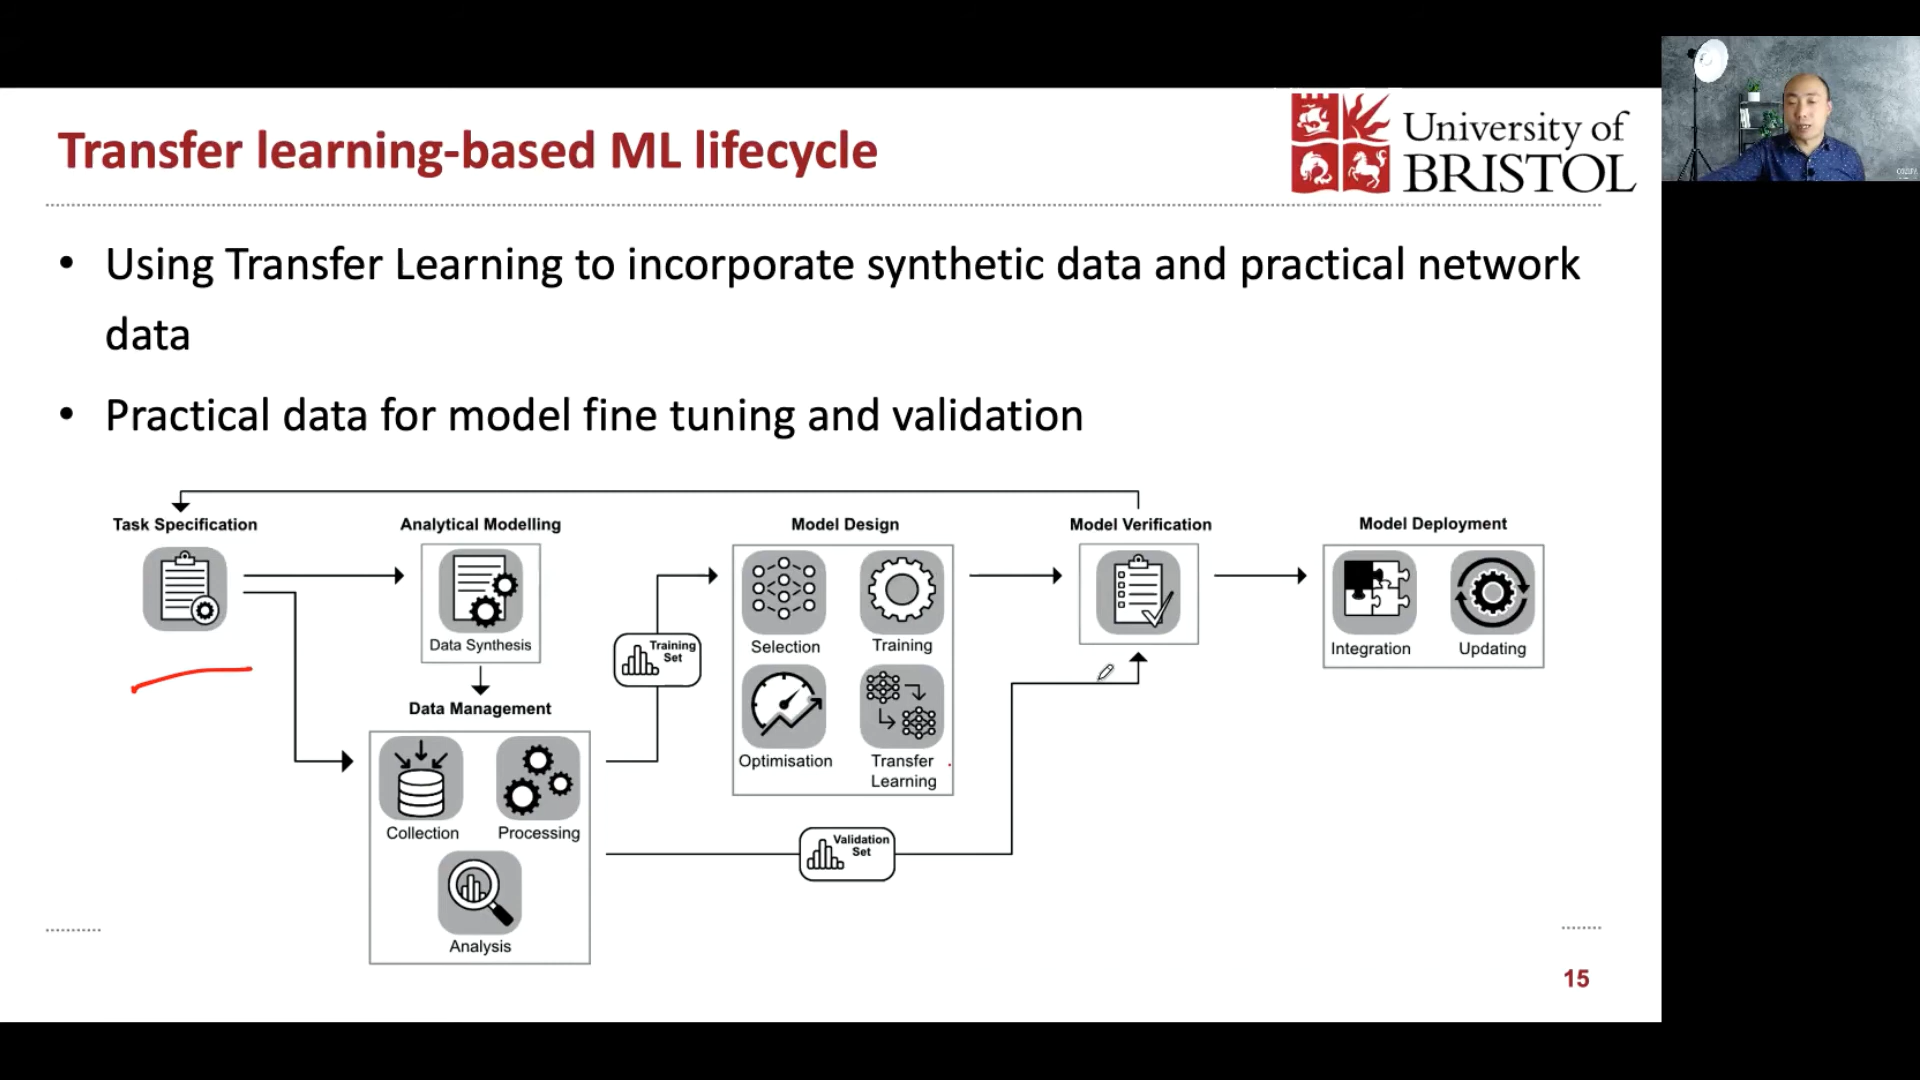 Transfer learning-based ML lifecycle
University of
BRISTOL
• Using Transfer Learning to incorporate synthetic data and practical network
data
• Practical data for model fine tuning and validation
Task Specification
Analytical Modelling
Data Synthesis
Data Management
Collection
Processing
Analysis
Training
Set
Model Design
Selection
Training
Optimisation
Transfer
Learning
Validation
Set
Model Verification
Model Deployment
Integration
Updating
15